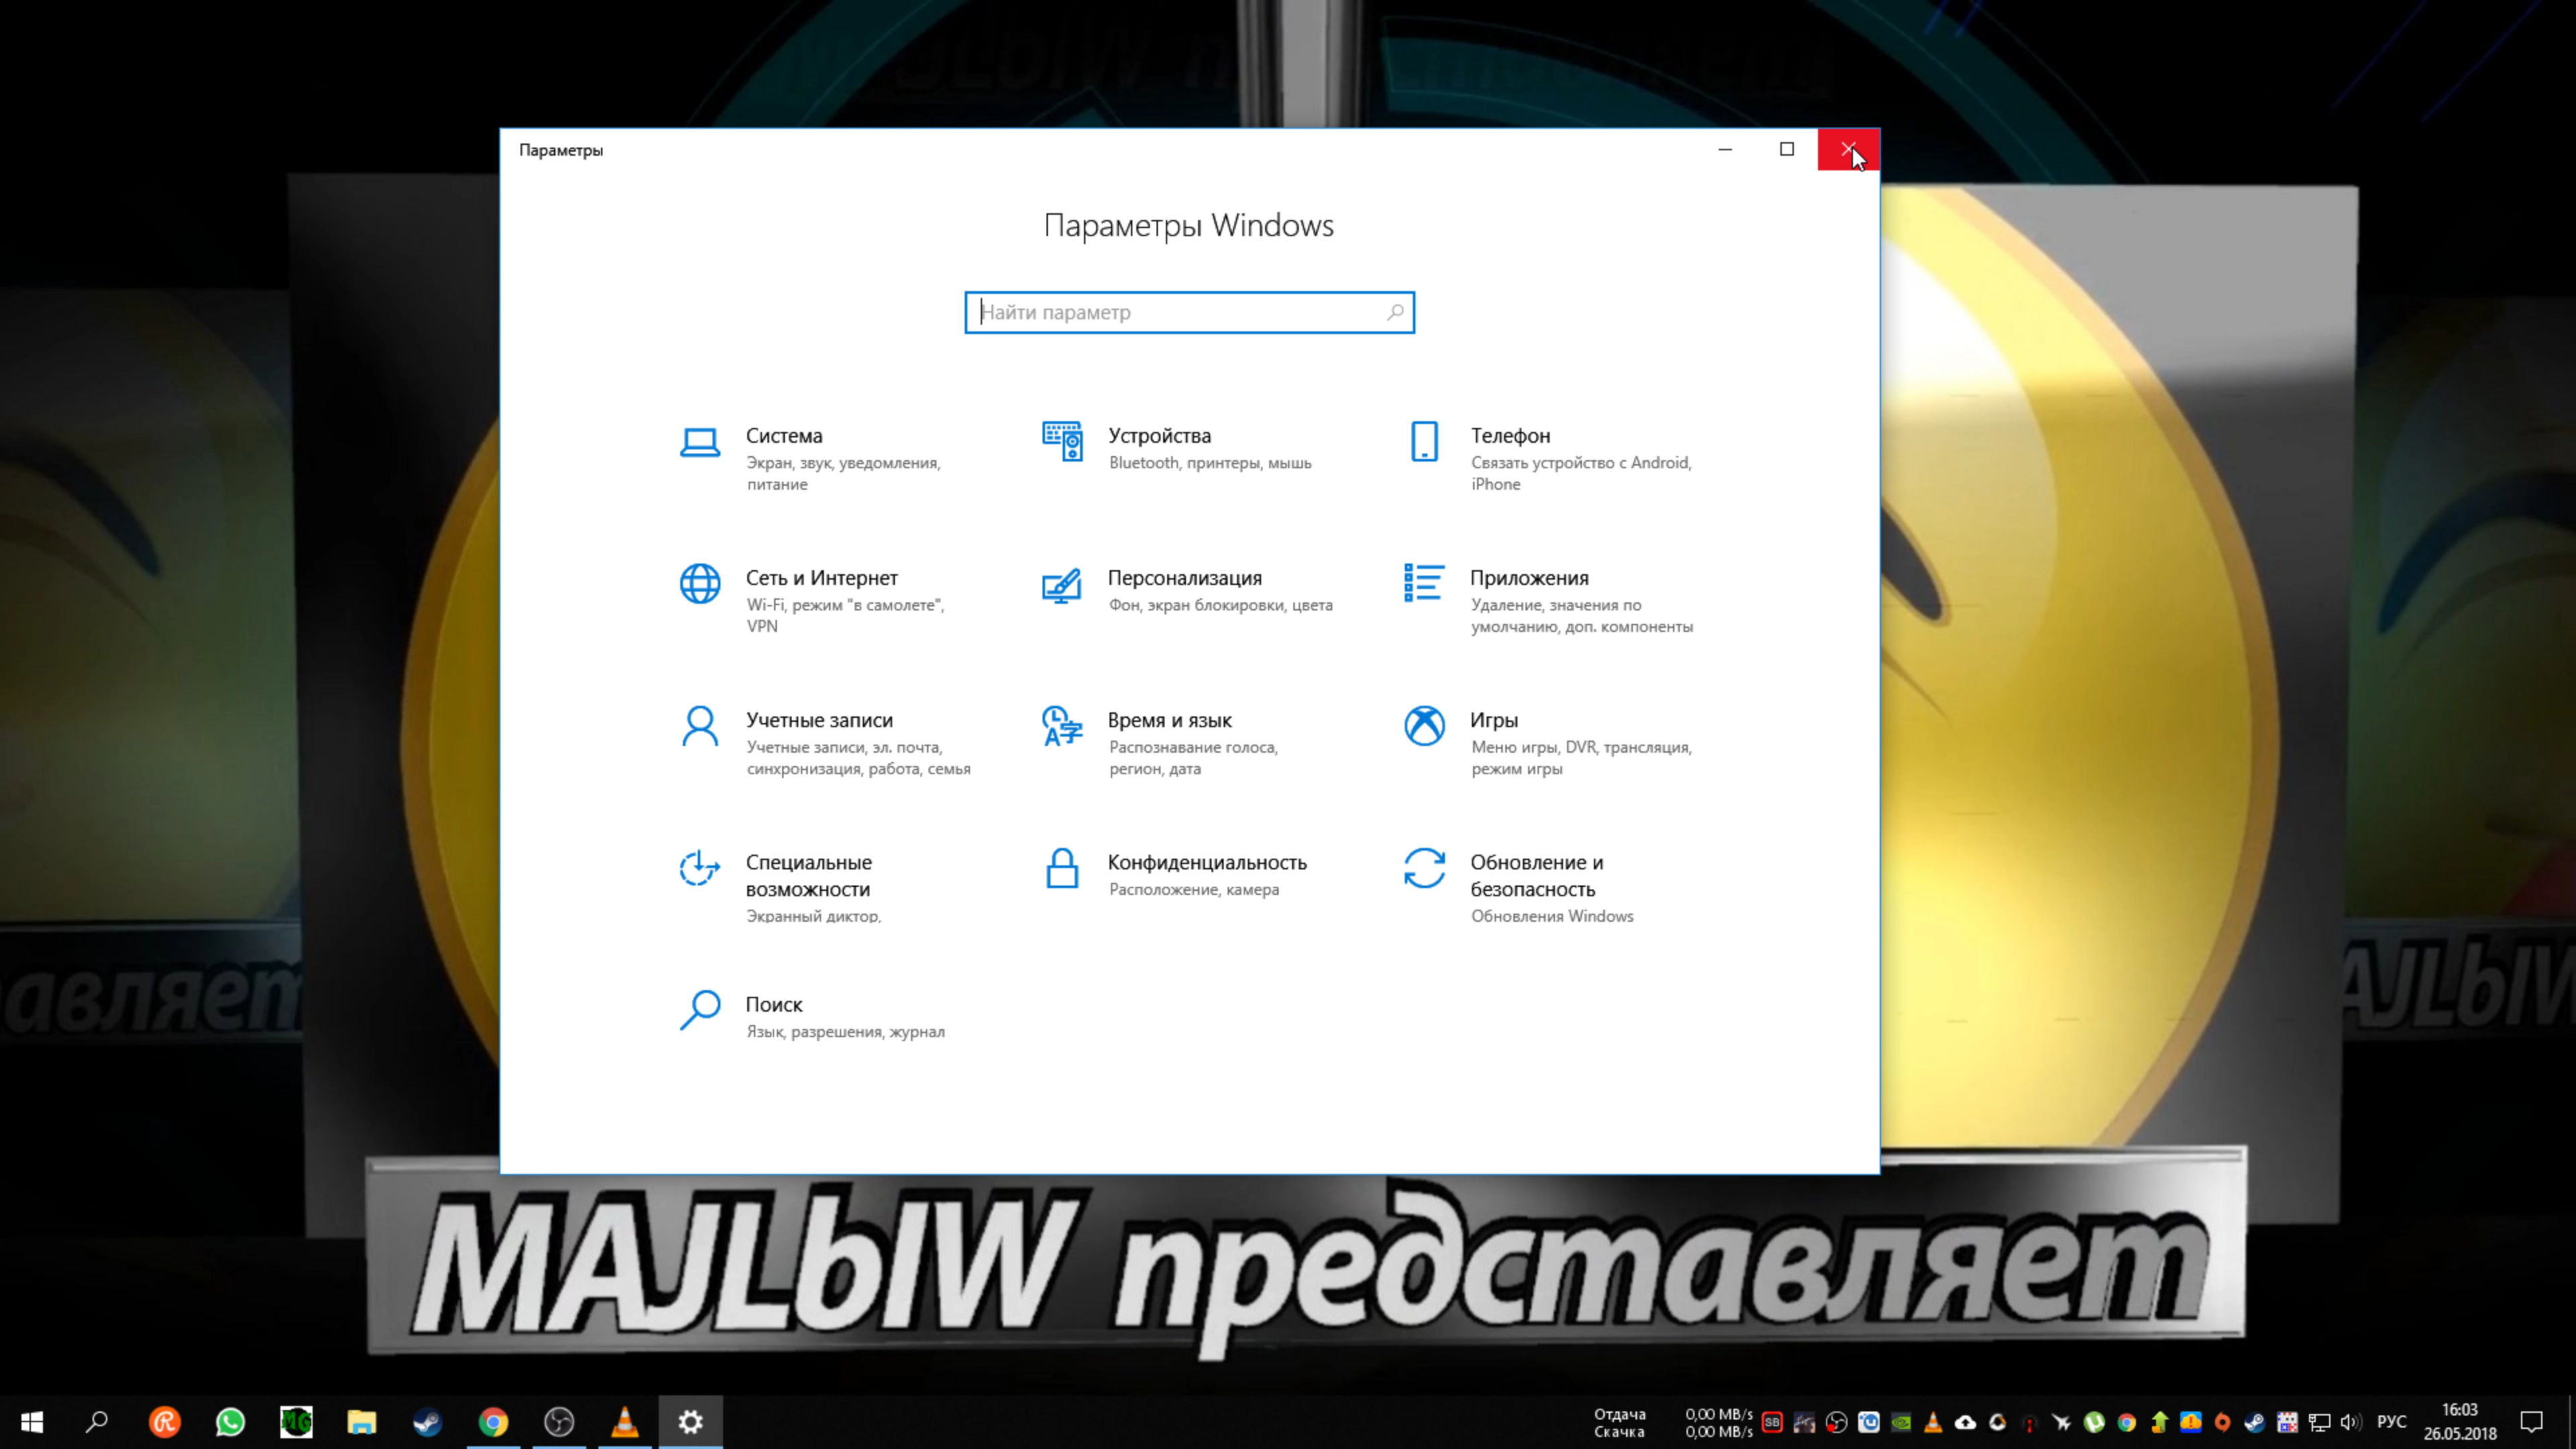 Параметры
Параметры Windows
Найти параметр
Система
Экран, звук, уведомления,
питание
Устройства
Bluetooth, принтеры, мышь
Телефон
Связать устройство с Android,
iPhone
Сеть и Интернет
Wi-Fi, режим "в самолете",
VPN
Персонализация
Фон, экран блокировки, цвета
Приложения
Удаление, значения по
умолчанию, доп. компоненты
Учетные записи
Учетные записи, эл. почта,
синхронизация, работа, семья
Время и язык
Распознавание голоса,
регион, дата
Игры
Меню игры, DVR, трансляция,
режим игры
Специальные
возможности
Экранный диктор,
Конфиденциальность
Расположение, камера
Обновление и
безопасность
Обновления Windows
Поиск
Язык, разрешения, журнал
авляет
AJLbIW
MAJLbIW представляет
MG
Отдача 0,00 MB/s
Скачка 0,00 MB/s
SB
РУС
16:03
26.05.2018